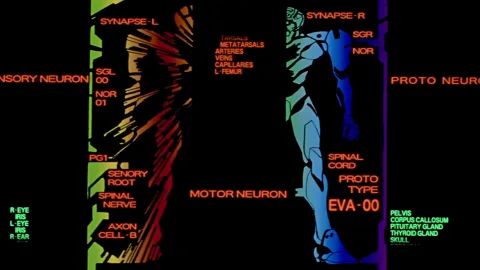 SYNAPSE-L
SYNAPSE-R
TARSALS
METATARSALS
ARTERIES
VEINS
CAPILLARIES
L-FEMUR
SGR
NOR
NSORY NEURON
SGL
00
PROTO NEURO
NOR
01
PG1
SENORY
ROOT
SPINAL
NERVE
AXON
CELL-B
MOTOR NEURON
SPINAL
CORD
PROTO
TYPE
EVA-00
R-EYE
IRIS
L-EYE
IRIS
R-EAR
PELVIS
CORPUS CALLOSUM
PITUITARY GLAND
THYROID GLAND
SKULL